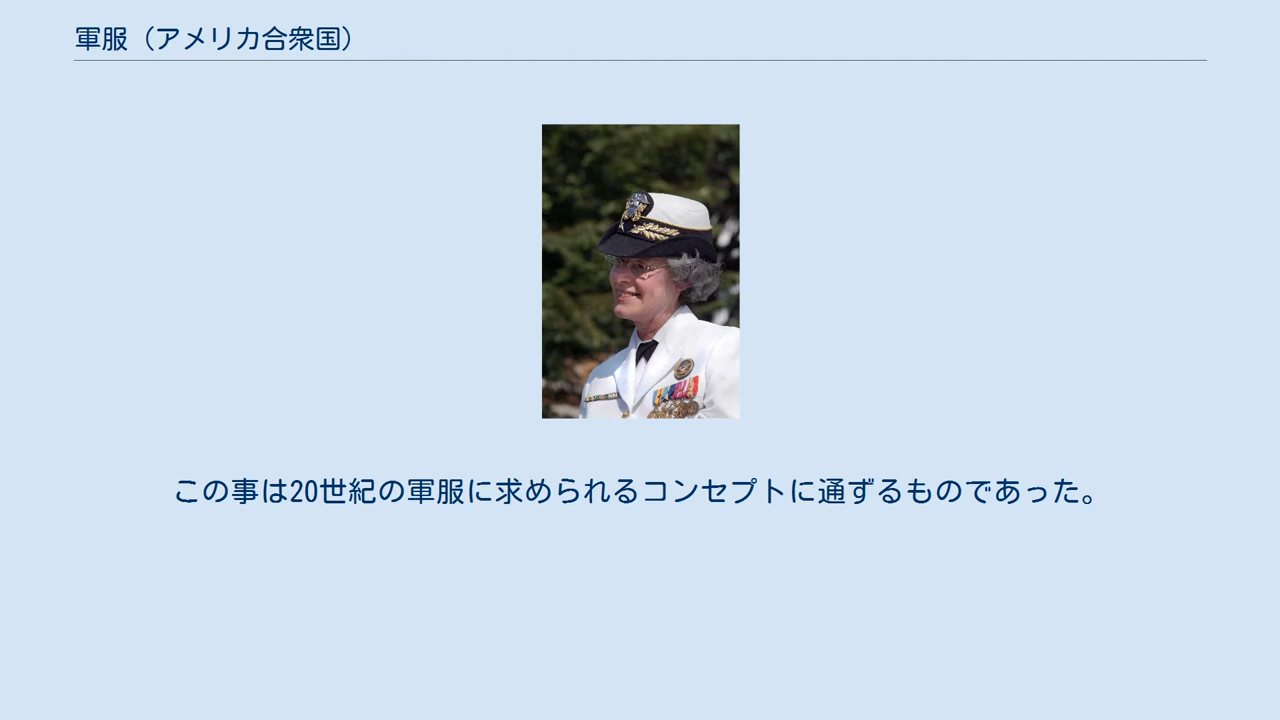 軍服（アメリカ合衆国）
この事は20世紀の軍服に求められるコンセプトに通ずるものであった。